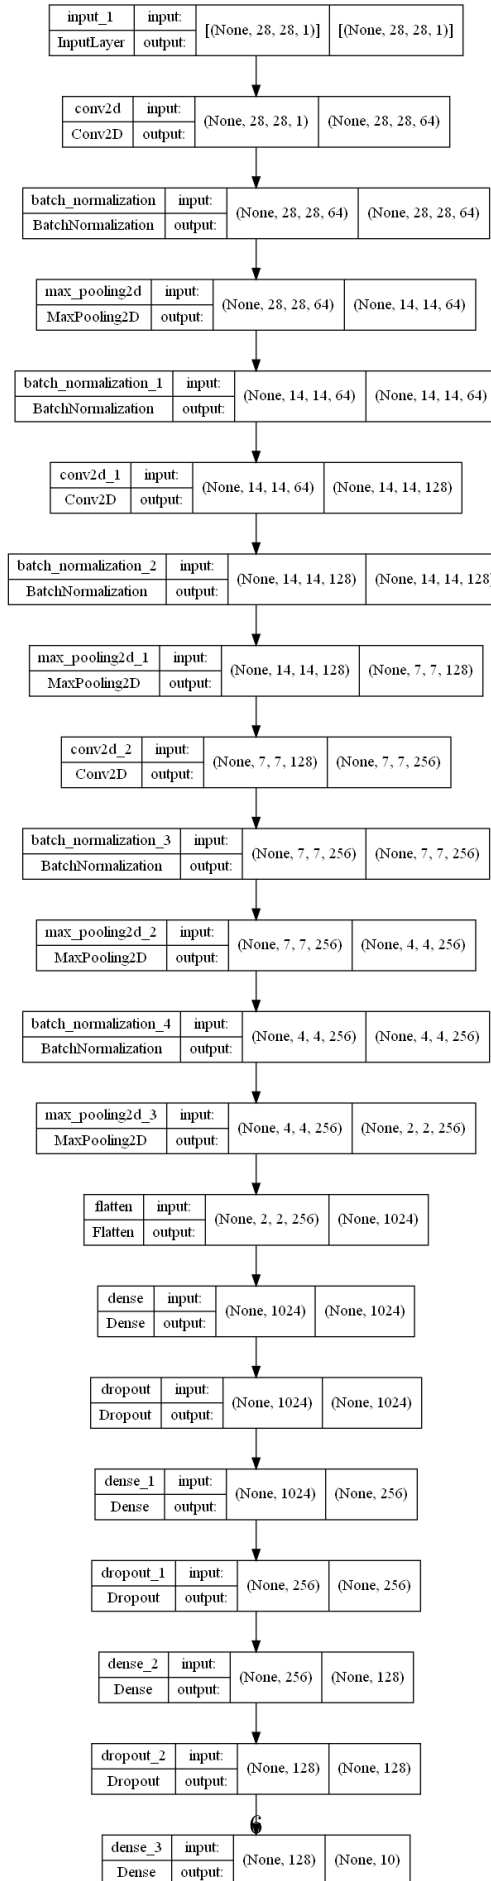 input_1 input: [(None, 28, 28, 1)] [(None, 28, 28, 1)]
InputLayer output:
conv2d input: (None, 28, 28, 1) (None, 28, 28, 64)
Conv2D output:
batch_normalization input: (None, 28, 28, 64) (None, 28, 28, 64)
BatchNormalization output:
max_pooling2d input: (None, 28, 28, 64) (None, 14, 14, 64)
MaxPooling2D output:
batch_normalization_1 input: (None, 14, 14, 64) (None, 14, 14, 64)
BatchNormalization output:
conv2d_1 input: (None, 14, 14, 64) (None, 14, 14, 128)
Conv2D output:
batch_normalization_2 input: (None, 14, 14, 128) (None, 14, 14, 128)
BatchNormalization output:
max_pooling2d_1 input: (None, 14, 14, 128) (None, 7, 7, 128)
MaxPooling2D output:
conv2d_2 input: (None, 7, 7, 128) (None, 7, 7, 256)
Conv2D output:
batch_normalization_3 input: (None, 7, 7, 256) (None, 7, 7, 256)
BatchNormalization output:
max_pooling2d_2 input: (None, 7, 7, 256) (None, 4, 4, 256)
MaxPooling2D output:
batch_normalization_4 input: (None, 4, 4, 256) (None, 4, 4, 256)
BatchNormalization output:
max_pooling2d_3 input: (None, 4, 4, 256) (None, 2, 2, 256)
MaxPooling2D output:
flatten input: (None, 2, 2, 256) (None, 1024)
Flatten output:
dense input: (None, 1024) (None, 1024)
Dense output:
dropout input: (None, 1024) (None, 1024)
Dropout output:
dense_1 input: (None, 1024) (None, 256)
Dense output:
dropout_1 input: (None, 256) (None, 256)
Dropout output:
dense_2 input: (None, 256) (None, 128)
Dense output:
dropout_2 input: (None, 128) (None, 128)
Dropout output:
6
dense_3 input: (None, 128) (None, 10)
Dense output: